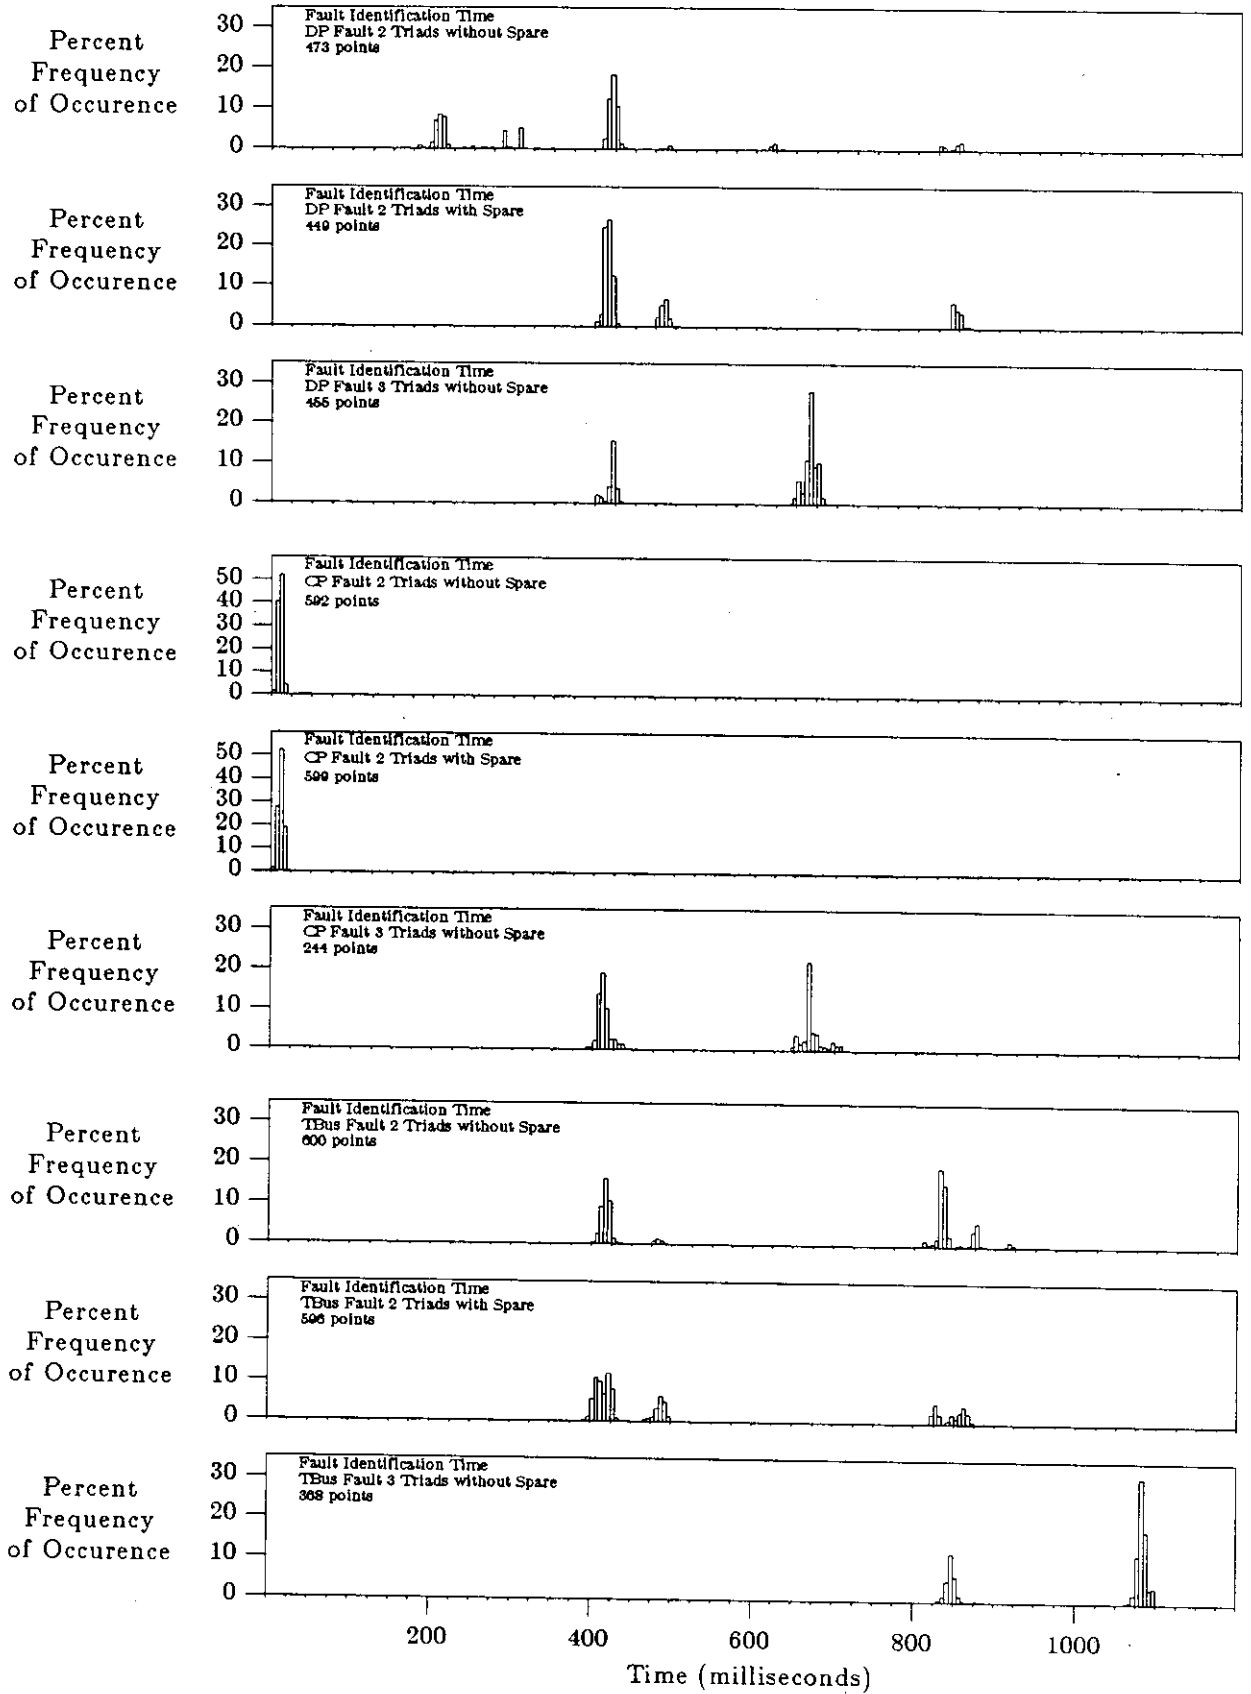 Percent
Frequency
of Occurence
30
20
10
0
Fault Identification Time
DP Fault 2 Triads without Spare
473 points
Percent
Frequency
of Occurence
30
20
10
0
Fault Identification Time
DP Fault 2 Triads with Spare
449 points
Percent
Frequency
of Occurence
30
20
10
0
Fault Identification Time
DP Fault 3 Triads without Spare
455 points
Percent
Frequency
of Occurence
50
40
30
20
10
0
Fault Identification Time
CP Fault 2 Triads without Spare
592 points
Percent
Frequency
of Occurence
50
40
30
20
10
0
Fault Identification Time
CP Fault 2 Triads with Spare
599 points
Percent
Frequency
of Occurence
30
20
10
0
Fault Identification Time
CP Fault 3 Triads without Spare
244 points
Percent
Frequency
of Occurence
30
20
10
0
Fault Identification Time
TBus Fault 2 Triads without Spare
600 points
Percent
Frequency
of Occurence
30
20
10
0
Fault Identification Time
TBus Fault 2 Triads with Spare
596 points
Percent
Frequency
of Occurence
30
20
10
0
Fault Identification Time
TBus Fault 3 Triads without Spare
368 points
200 400 600 800 1000
Time (milliseconds)